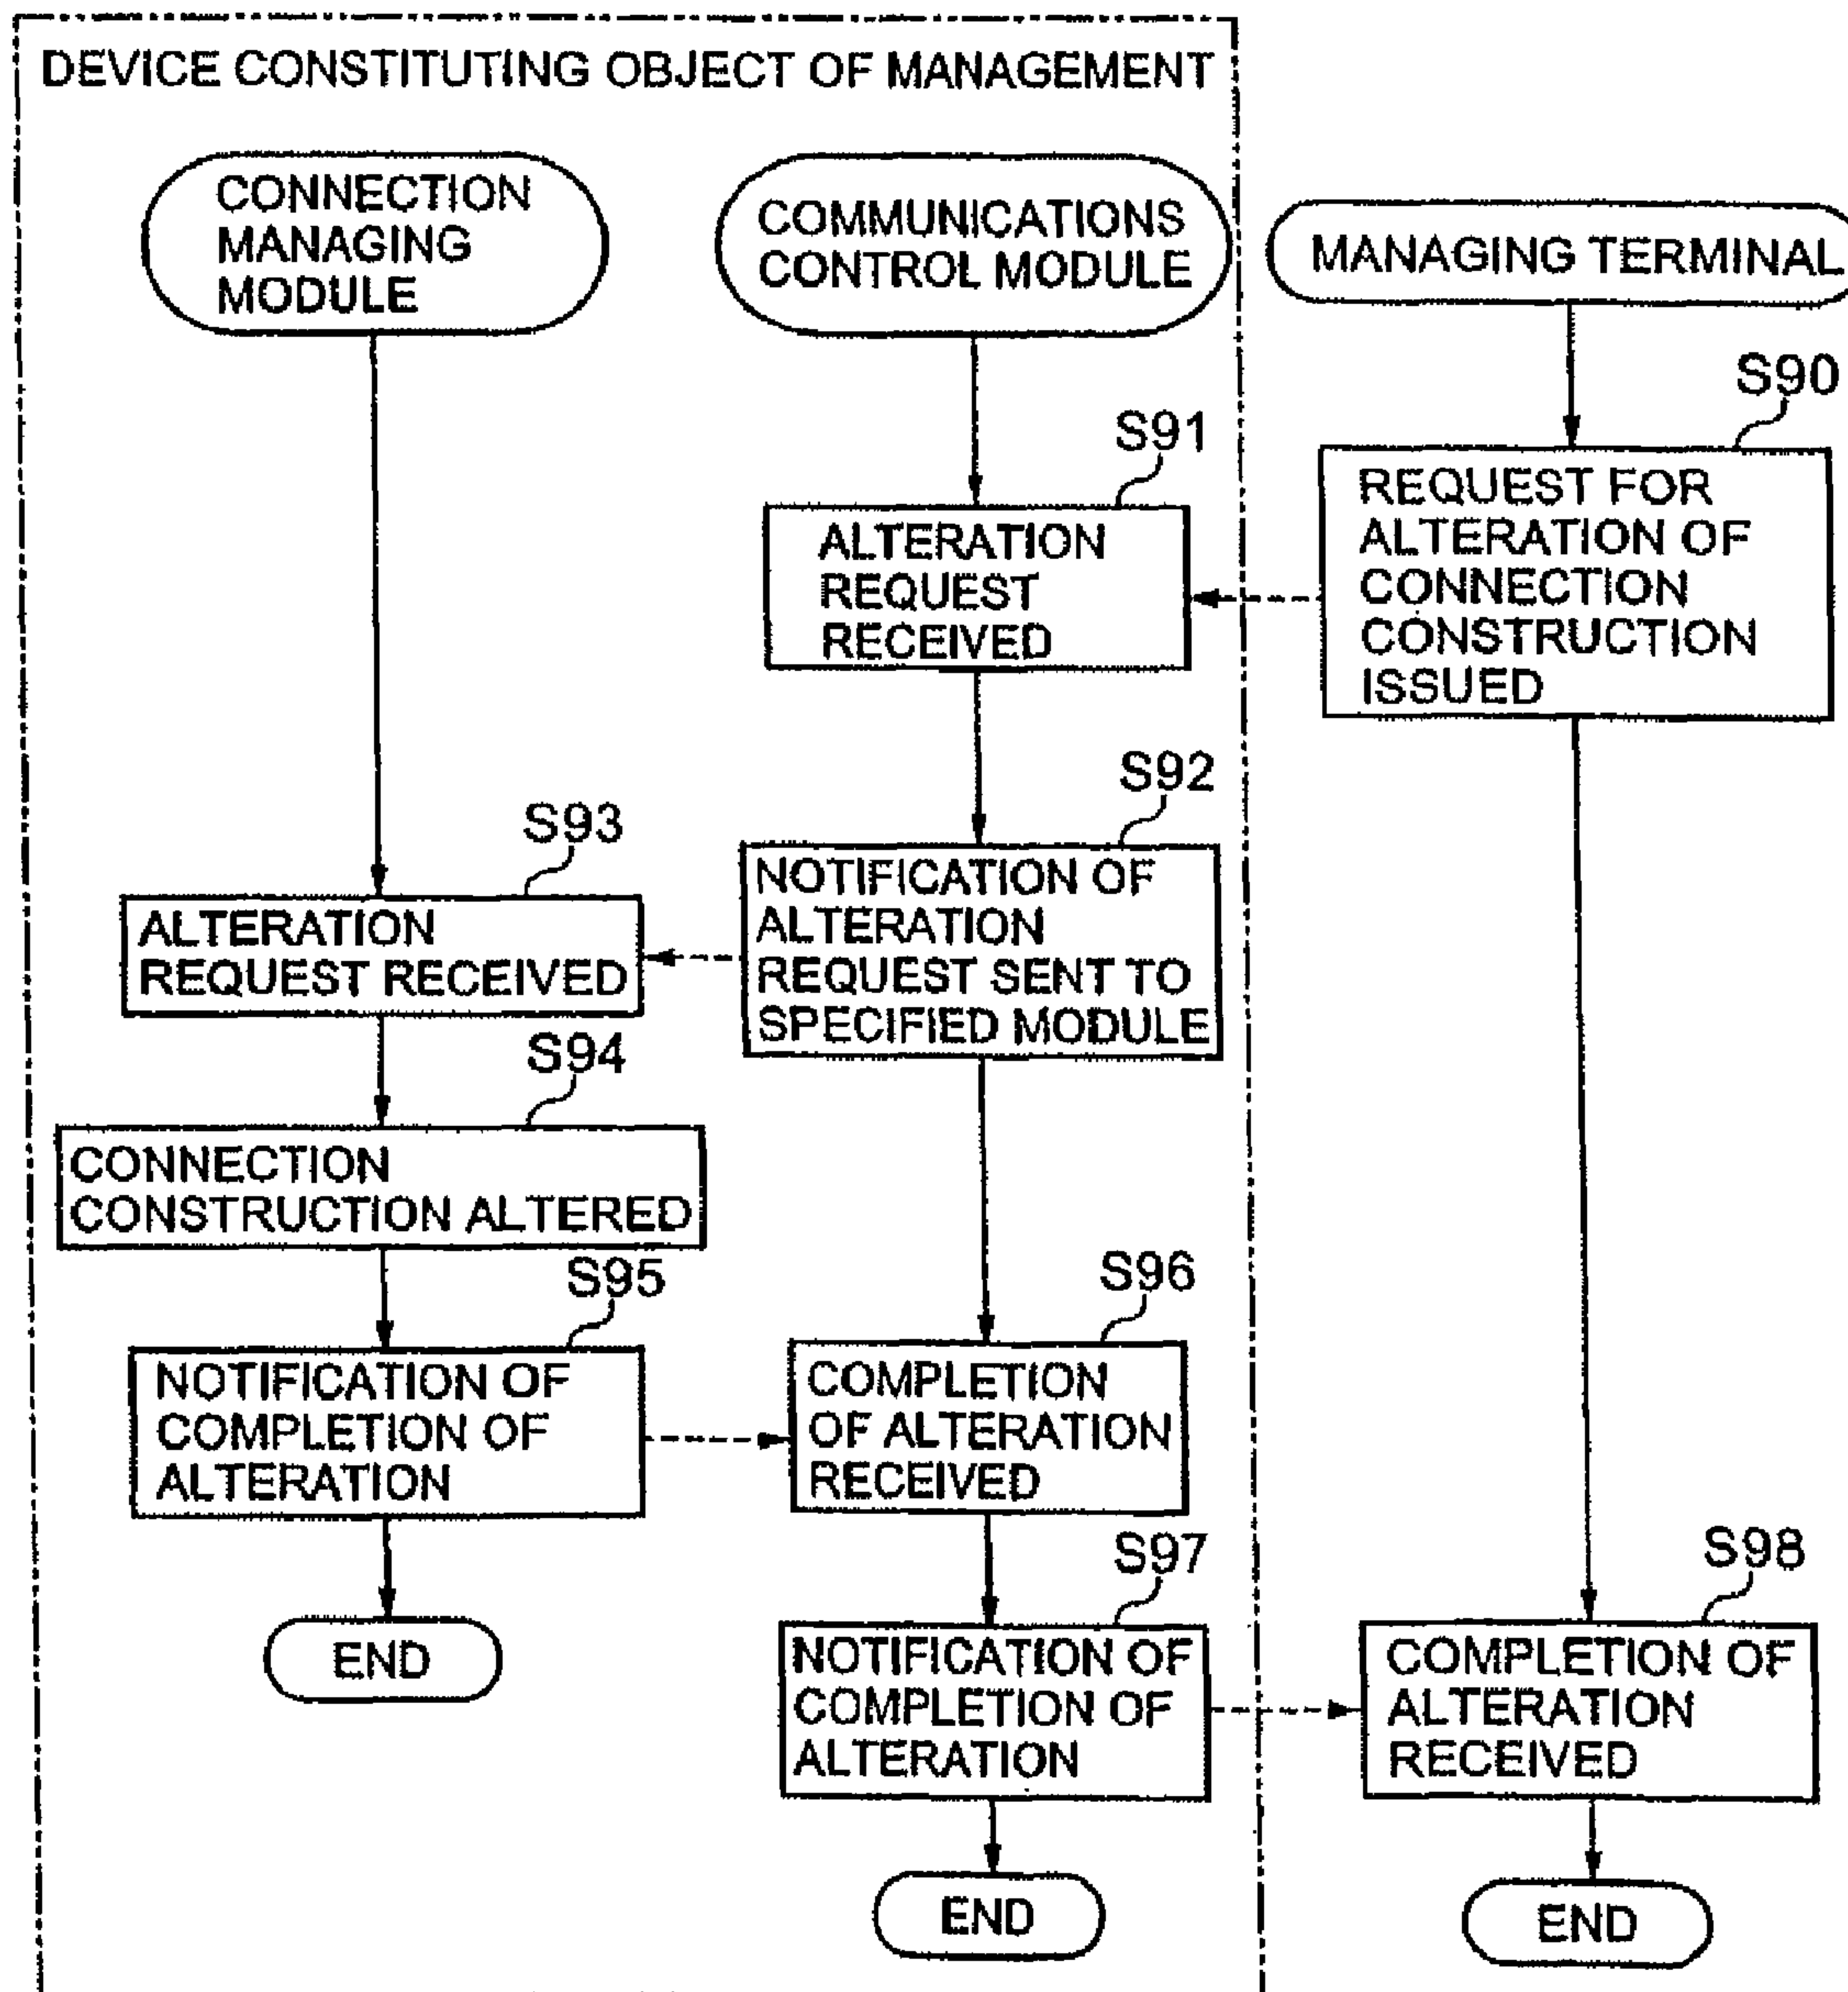 DEVICE CONSTITUTING OBJECT OF MANAGEMENT
CONNECTION
MANAGING
MODULE
COMMUNICATIONS
CONTROL MODULE
MANAGING TERMINAL
S90
REQUEST FOR
ALTERATION OF
CONNECTION
CONSTRUCTION
ISSUED
S91
ALTERATION
REQUEST
RECEIVED
S92
NOTIFICATION OF
ALTERATION
REQUEST SENT TO
SPECIFIED MODULE
S93
ALTERATION
REQUEST RECEIVED
S94
CONNECTION
CONSTRUCTION ALTERED
S95
NOTIFICATION OF
COMPLETION OF
ALTERATION
END
S96
COMPLETION
OF ALTERATION
RECEIVED
S97
NOTIFICATION OF
COMPLETION OF
ALTERATION
END
S98
COMPLETION OF
ALTERATION
RECEIVED
END